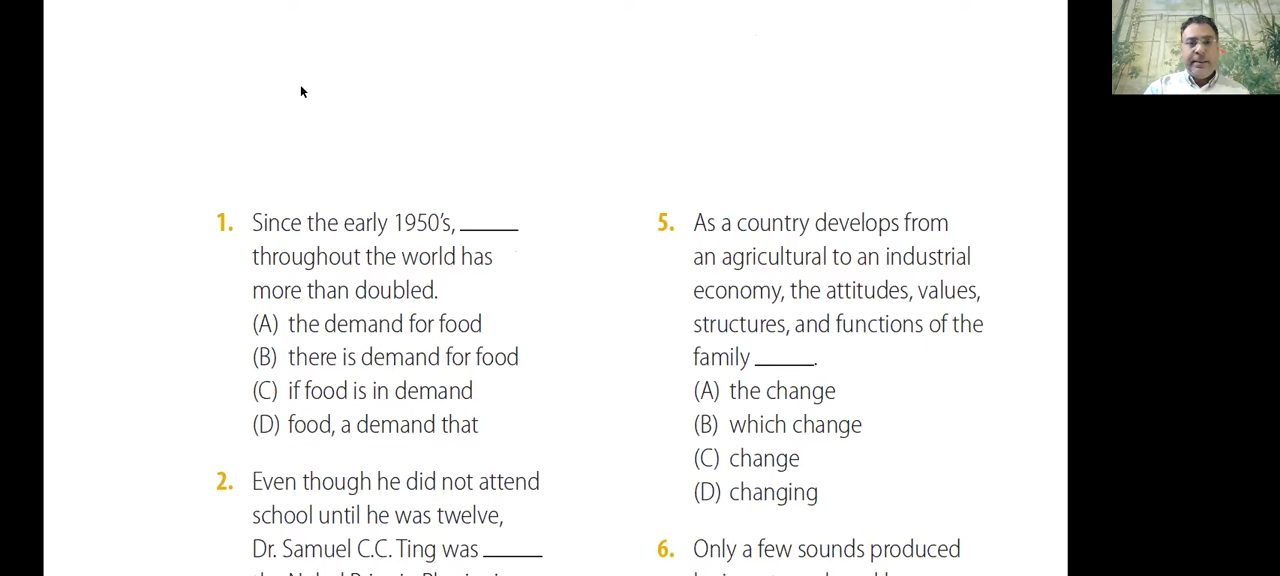 1. Since the early 1950's, ______
throughout the world has
more than doubled.
(A) the demand for food
(B) there is demand for food
(C) if food is in demand
(D) food, a demand that
2. Even though he did not attend
school until he was twelve,
Dr. Samuel C.C. Ting was ______
5. As a country develops from
an agricultural to an industrial
economy, the attitudes, values,
structures, and functions of the
family ______.
(A) the change
(B) which change
(C) change
(D) changing
6. Only a few sounds produced